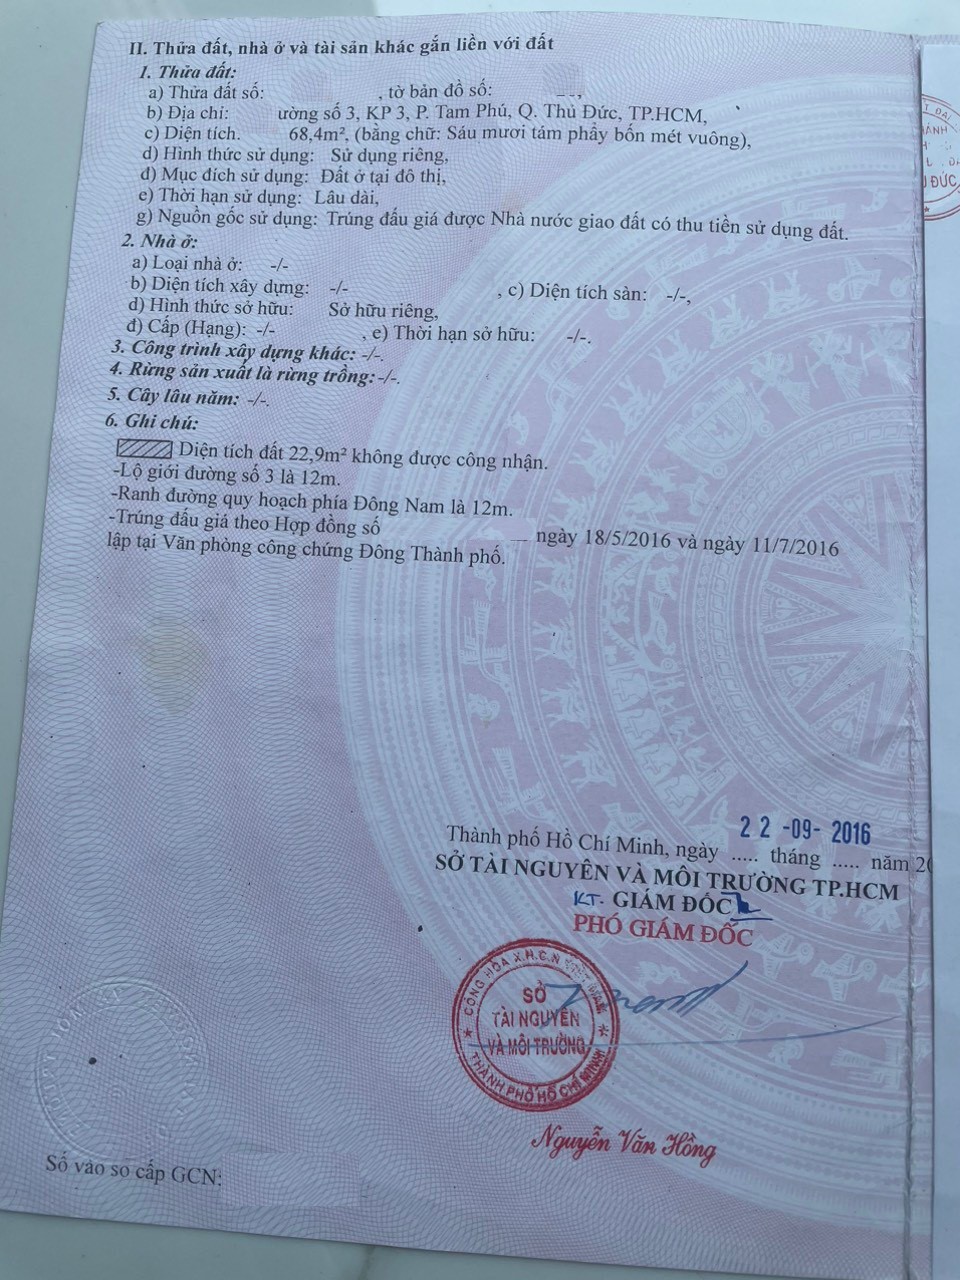 II. Thửa đất, nhà ở và tài sản khác gắn liền với đất
1. Thửa đất:
a) Thửa đất số: , tờ bản đồ số: ,
b) Địa chỉ: ường số 3, KP 3, P. Tam Phú, Q. Thủ Đức, TP.HCM,
c) Diện tích. 68,4m², (bằng chữ: Sáu mươi tám phẩy bốn mét vuông),
d) Hình thức sử dụng: Sử dụng riêng,
đ) Mục đích sử dụng: Đất ở tại đô thị,
e) Thời hạn sử dụng: Lâu dài,
g) Nguồn gốc sử dụng: Trúng đấu giá được Nhà nước giao đất có thu tiền sử dụng đất.
2. Nhà ở:
a) Loại nhà ở: -/-
b) Diện tích xây dựng: -/- , c) Diện tích sàn: -/-,
d) Hình thức sở hữu: Sở hữu riêng,
đ) Cấp (Hạng): -/- , e) Thời hạn sở hữu: -/-.
3. Công trình xây dựng khác: -/-.
4. Rừng sản xuất là rừng trồng: -/-.
5. Cây lâu năm: -/-.
6. Ghi chú:
Diện tích đất 22,9m² không được công nhận.
-Lộ giới đường số 3 là 12m.
-Ranh đường quy hoạch phía Đông Nam là 12m.
-Trúng đấu giá theo Hợp đồng số ngày 18/5/2016 và ngày 11/7/2016
lập tại Văn phòng công chứng Đông Thành phố.
22 -09- 2016
Thành phố Hồ Chí Minh, ngày ..... tháng ..... năm 20
SỞ TÀI NGUYÊN VÀ MÔI TRƯỜNG TP.HCM
KT. GIÁM ĐỐC
PHÓ GIÁM ĐỐC
CỘNG HÒA X.H.C.N VIỆT NAM
SỞ
TÀI NGUYÊN
VÀ MÔI TRƯỜNG
THÀNH PHỐ HỒ CHÍ MINH
Nguyễn Văn Hồng
Số vào sổ cấp GCN: